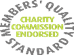 MEMBERS' QUALITY
CHARITY
COMMISSION
ENDORSED
STANDARD